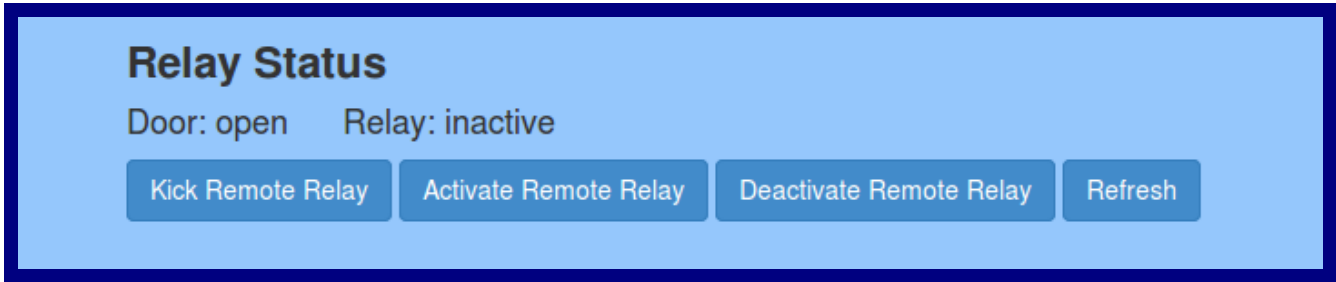 Relay Status
Door: open Relay: inactive
Kick Remote Relay Activate Remote Relay Deactivate Remote Relay Refresh